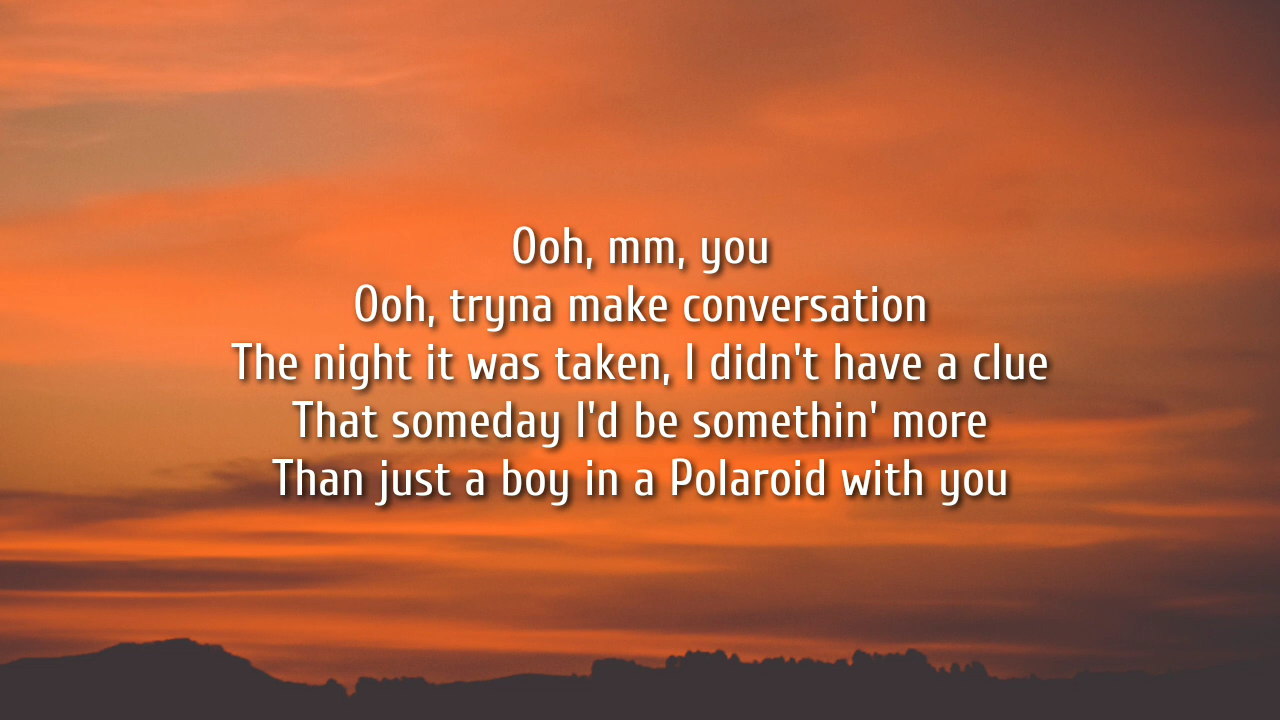 Ooh, mm, you
Ooh, tryna make conversation
The night it was taken, I didn't have a clue
That someday I'd be somethin' more
Than just a boy in a Polaroid with you